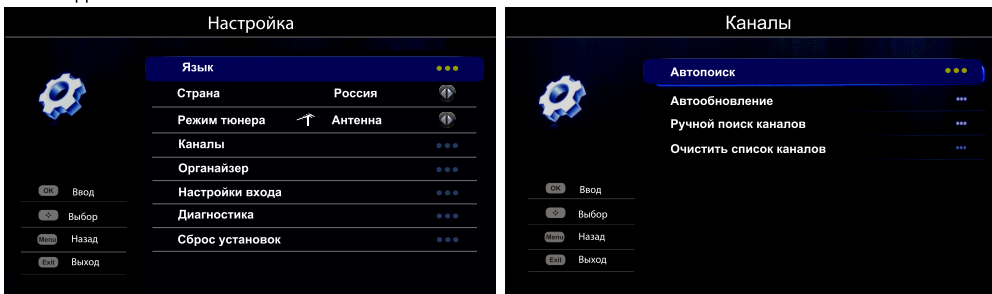 Настройка
Язык
Страна Россия
Режим тюнера Антенна
Каналы
Органайзер
Настройки входа
Диагностика
Сброс установок
OK Ввод
Выбор
Menu Назад
Exit Выход
Каналы
Автопоиск
Автообновление
Ручной поиск каналов
Очистить список каналов
OK Ввод
Выбор
Menu Назад
Exit Выход